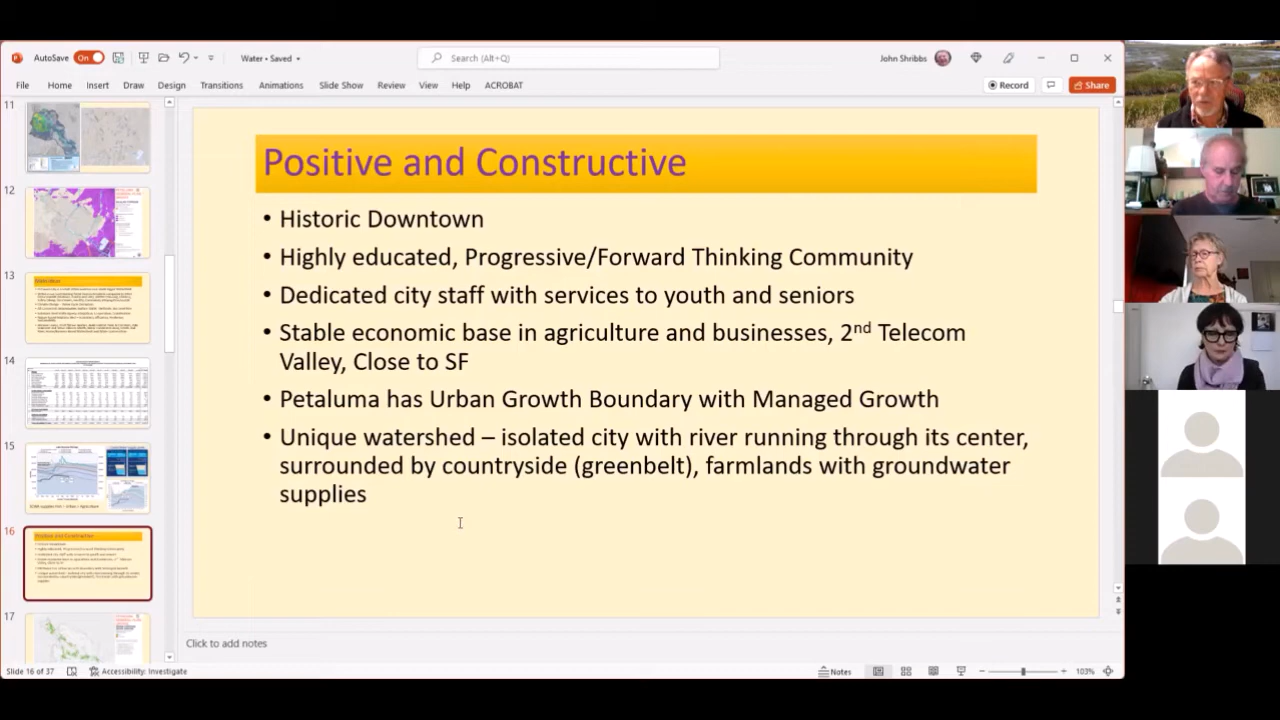 AutoSave
On
Water • Saved
Search (Alt+Q)
John Shribbs
File
Home
Insert
Draw
Design
Transitions
Animations
Slide Show
Review
View
Help
ACROBAT
Record
Share
11
12
13
14
15
16
Positive and Constructive
17
Positive and Constructive
• Historic Downtown
• Highly educated, Progressive/Forward Thinking Community
• Dedicated city staff with services to youth and seniors
• Stable economic base in agriculture and businesses, 2nd Telecom
Valley, Close to SF
• Petaluma has Urban Growth Boundary with Managed Growth
• Unique watershed – isolated city with river running through its center,
surrounded by countryside (greenbelt), farmlands with groundwater
supplies
Click to add notes
Slide 16 of 37
Accessibility: Investigate
Notes
103%